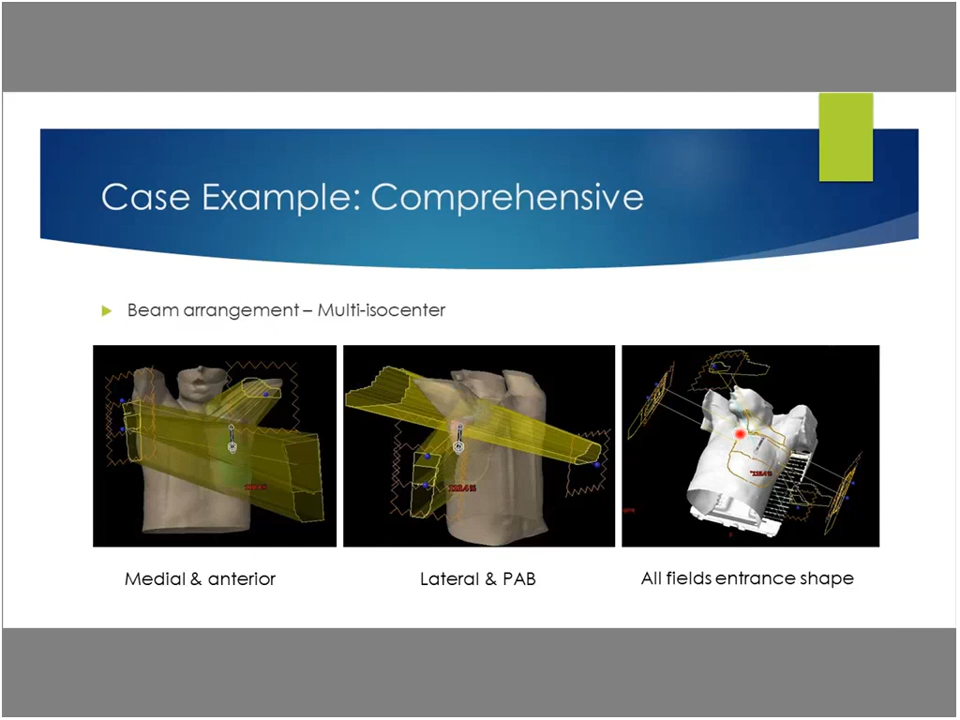 Case Example: Comprehensive
Beam arrangement – Multi-isocenter
Medial & anterior
Lateral & PAB
All fields entrance shape